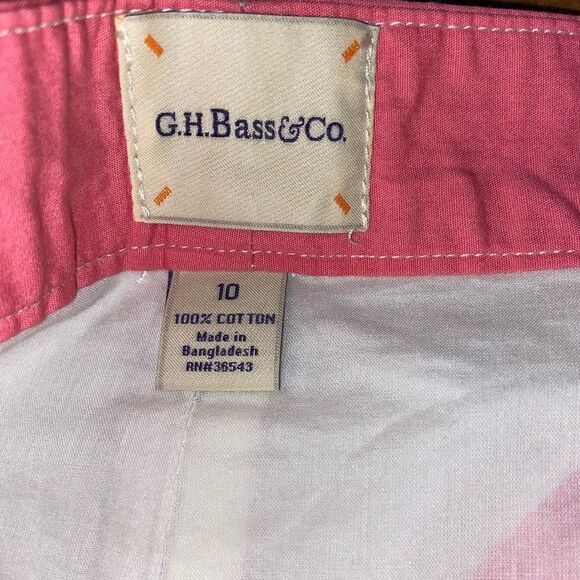 G.H.Bass&Co.
10
100% COTTON
Made in
Bangladesh
RN#36543